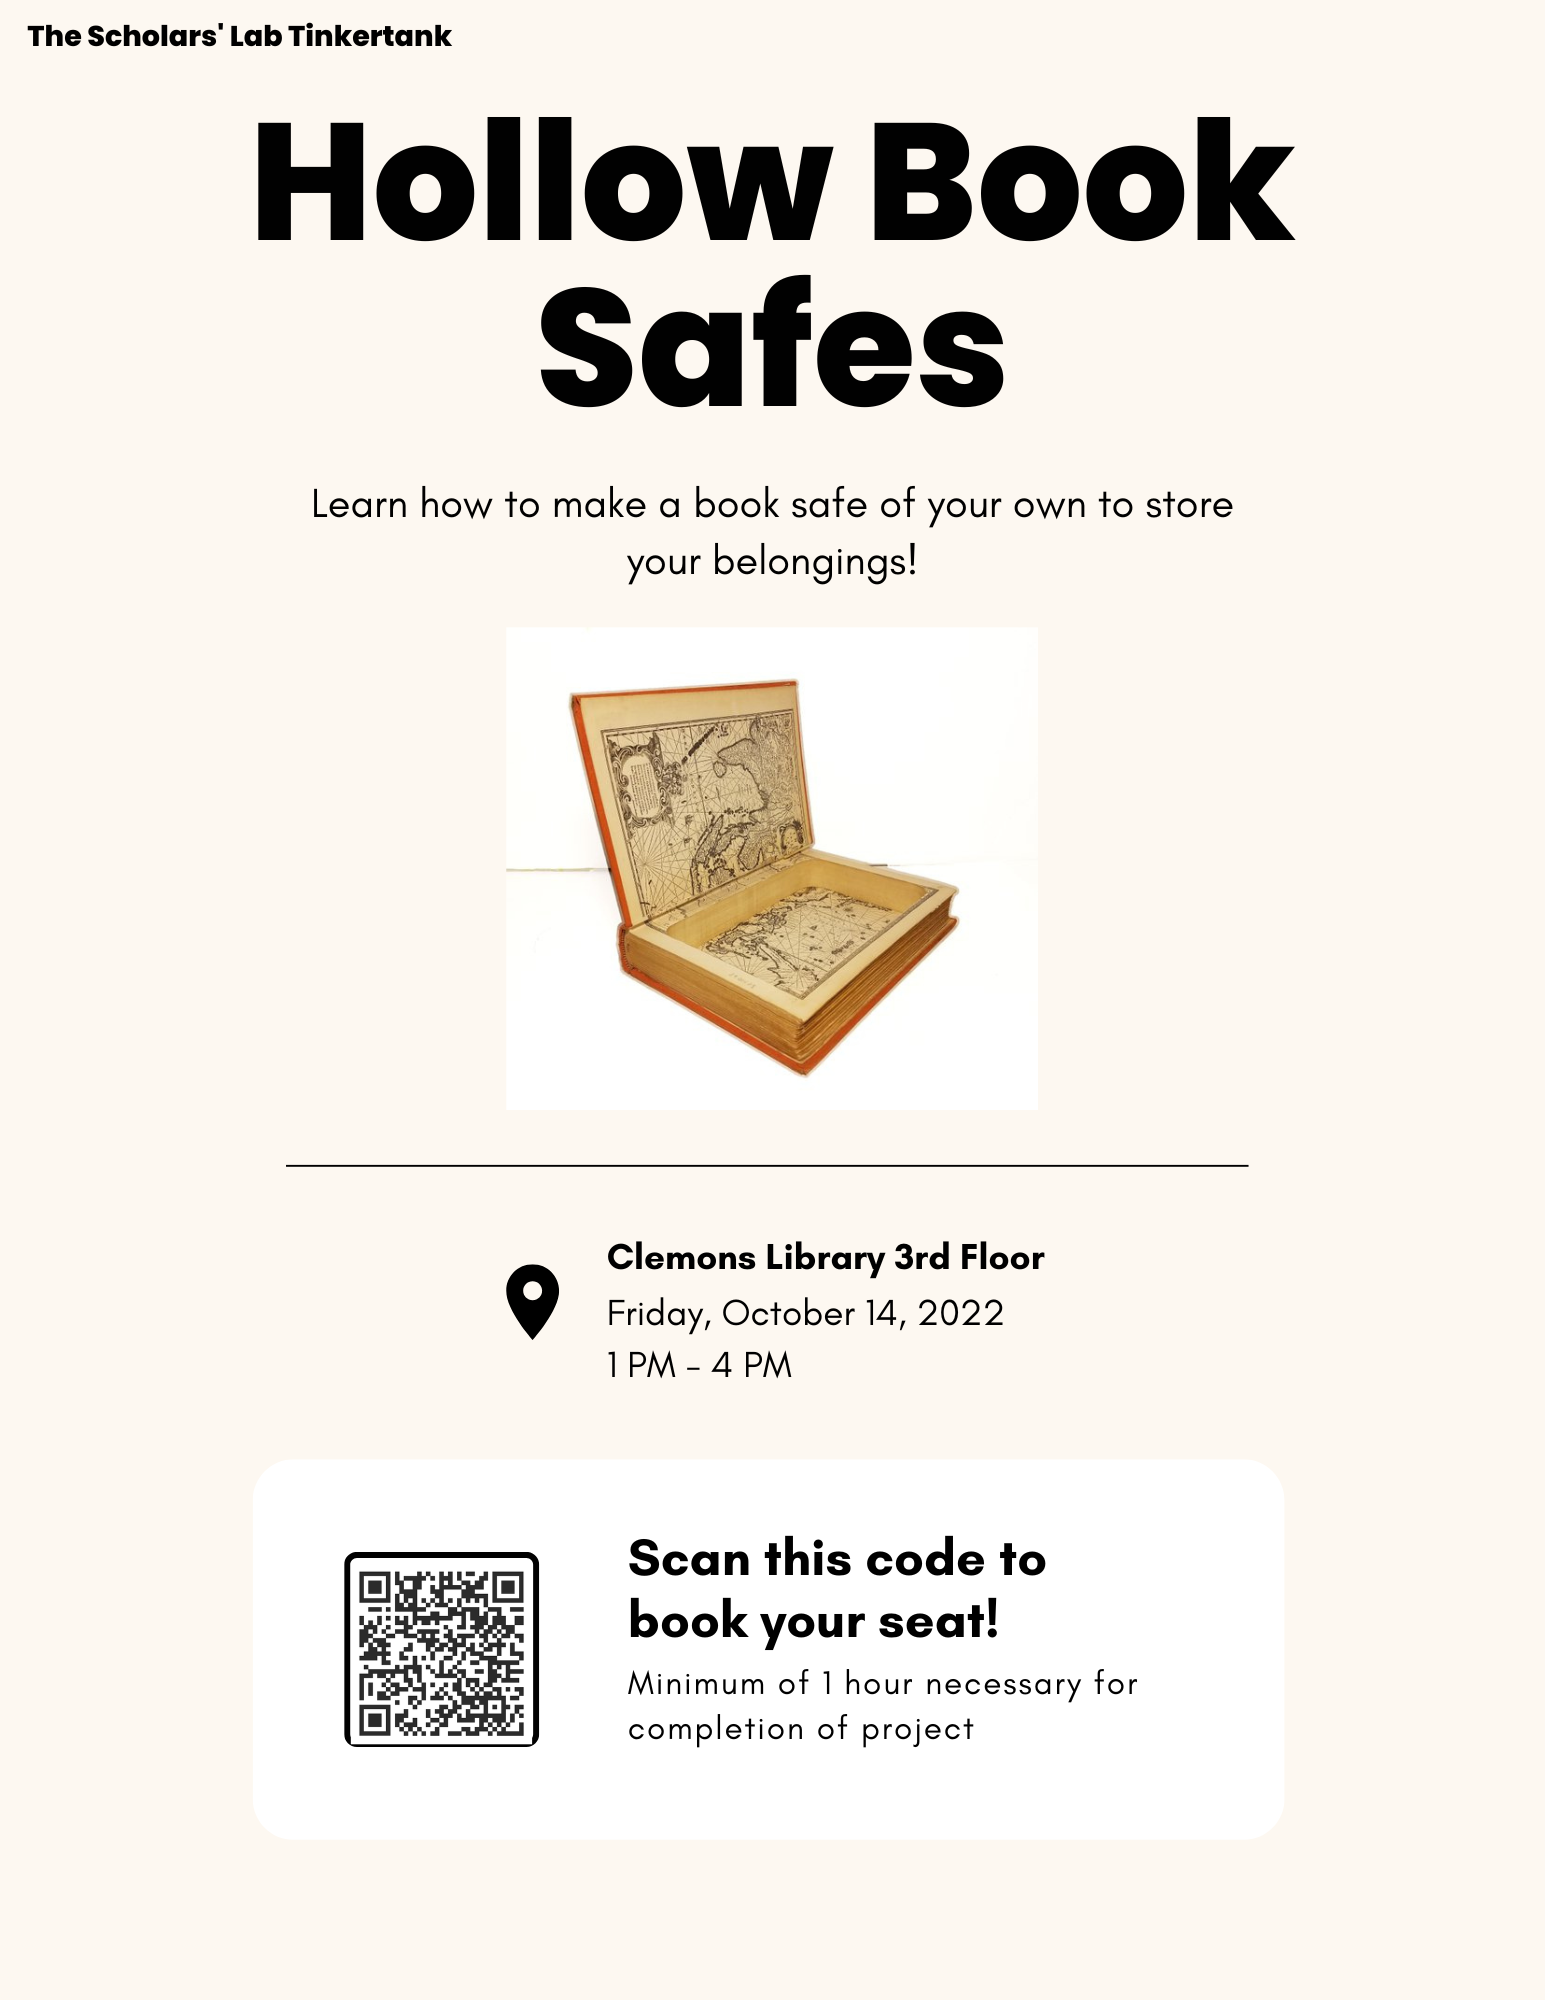 The Scholars' Lab Tinkertank
Hollow Book
Safes
Learn how to make a book safe of your own to store
your belongings!
Clemons Library 3rd Floor
Friday, October 14, 2022
1 PM - 4 PM
Scan this code to
book your seat!
Minimum of 1 hour necessary for
completion of project